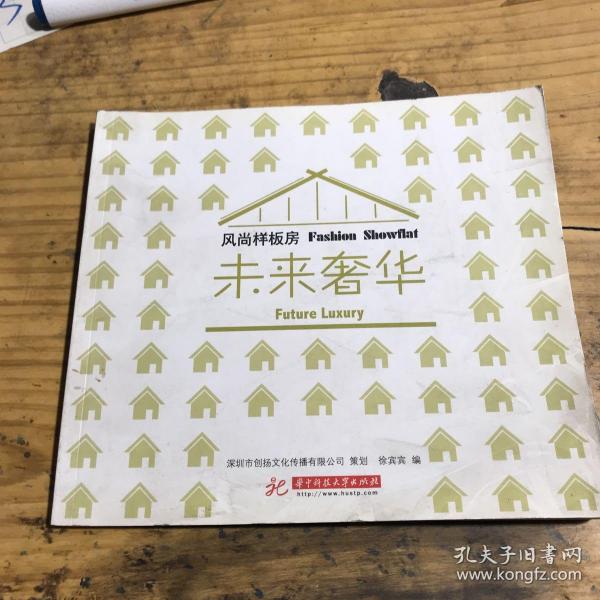 风尚样板房 Fashion Showflat
未来奢华
Future Luxury
深圳市创扬文化传播有限公司 策划 徐宾宾 编
华中科技大学出版社
http://www.hustp.com
孔夫子旧书网
www.kongfz.com